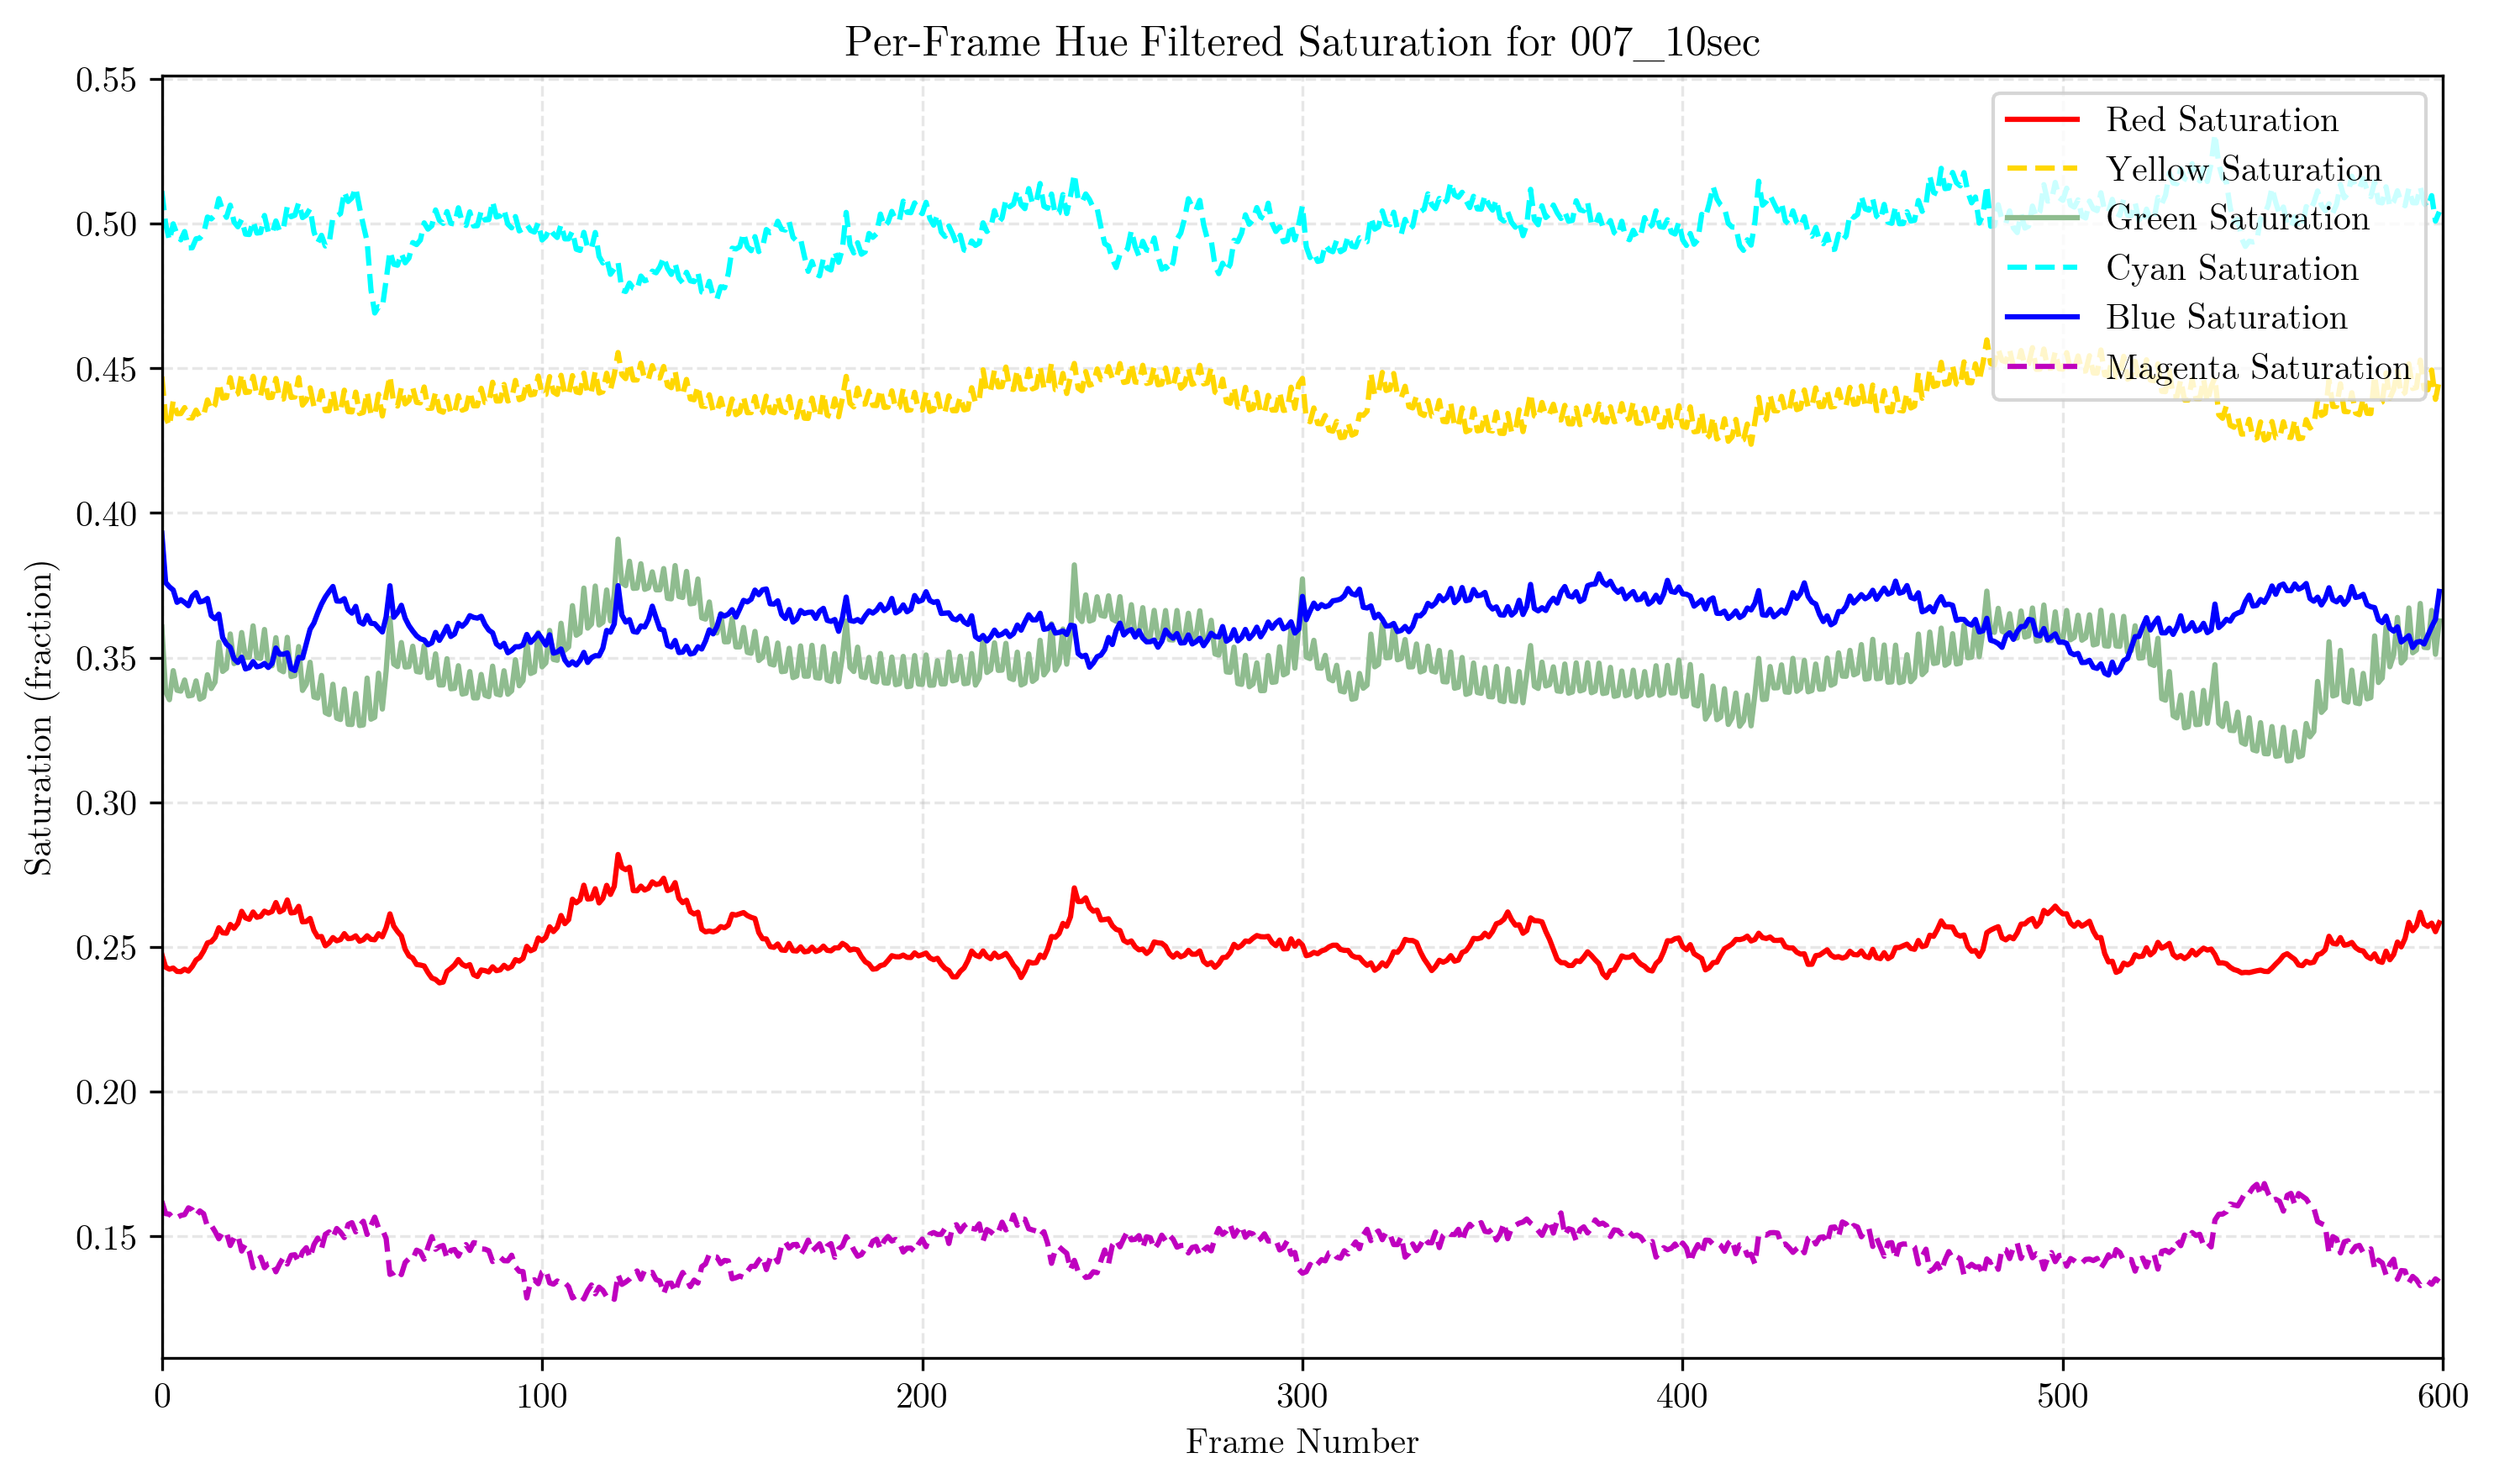 Per-Frame Hue Filtered Saturation for 007_10sec
0.55
0.50
0.45
0.40
0.35
0.30
0.25
0.20
0.15
Saturation (fraction)
Red Saturation
Yellow Saturation
Green Saturation
Cyan Saturation
Blue Saturation
Magenta Saturation
0 100 200 300 400 500 600
Frame Number